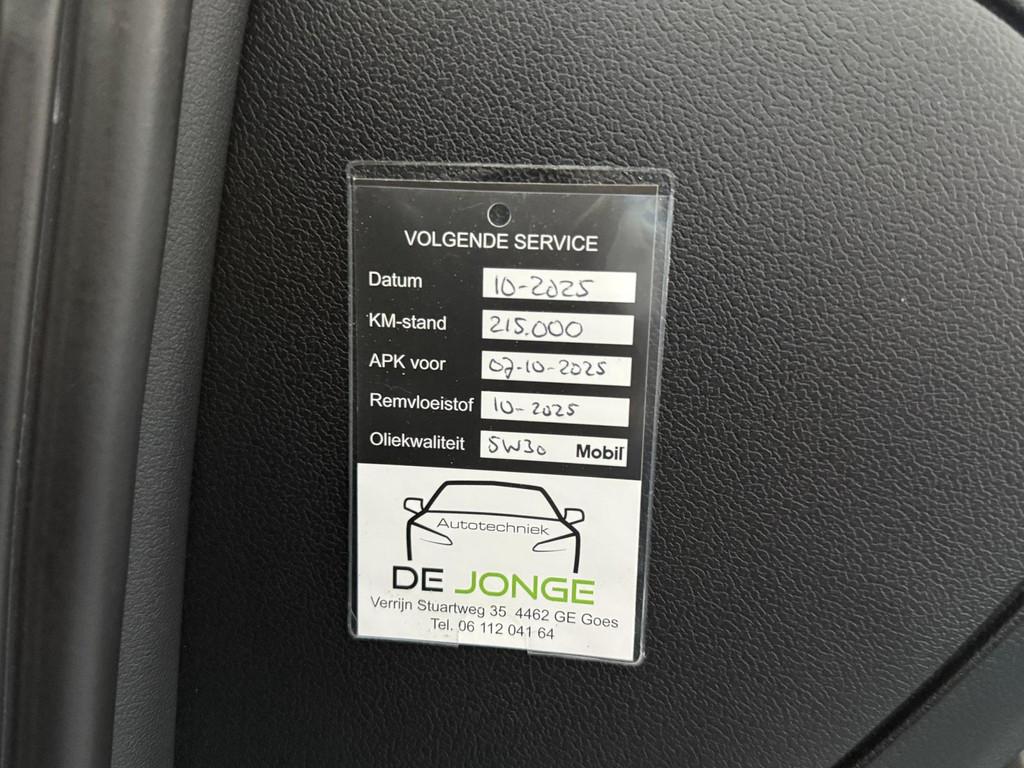 VOLGENDE SERVICE
Datum 10-2025
KM-stand 215.000
APK voor 07-10-2025
Remvloeistof 10-2025
Oliekwaliteit 5W30 Mobil
Autotechniek
DE JONGE
Verrijn Stuartweg 35 4462 GE Goes
Tel. 06 112 041 64